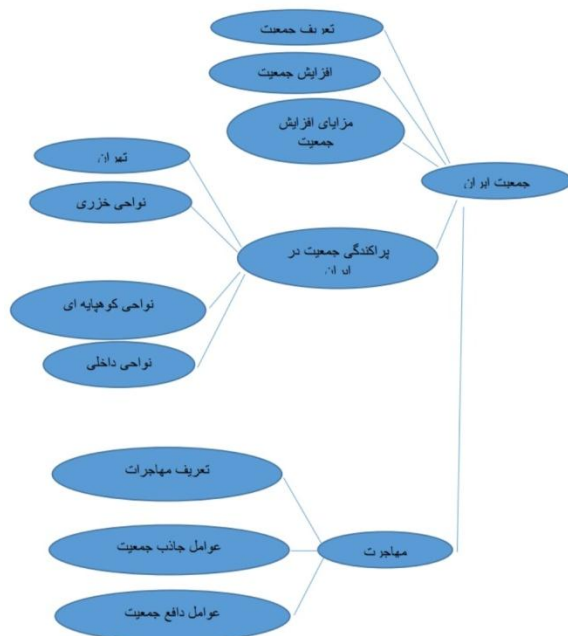 تعریف جمعیت
افزایش جمعیت
مزایای افزایش
جمعیت
جمعیت ایران
تهران
نواحی خزری
پراکندگی جمعیت در
ایران
نواحی کوهپایه ای
نواحی داخلی
تعریف مهاجرات
عوامل جاذب جمعیت
مهاجرت
عوامل دافع جمعیت